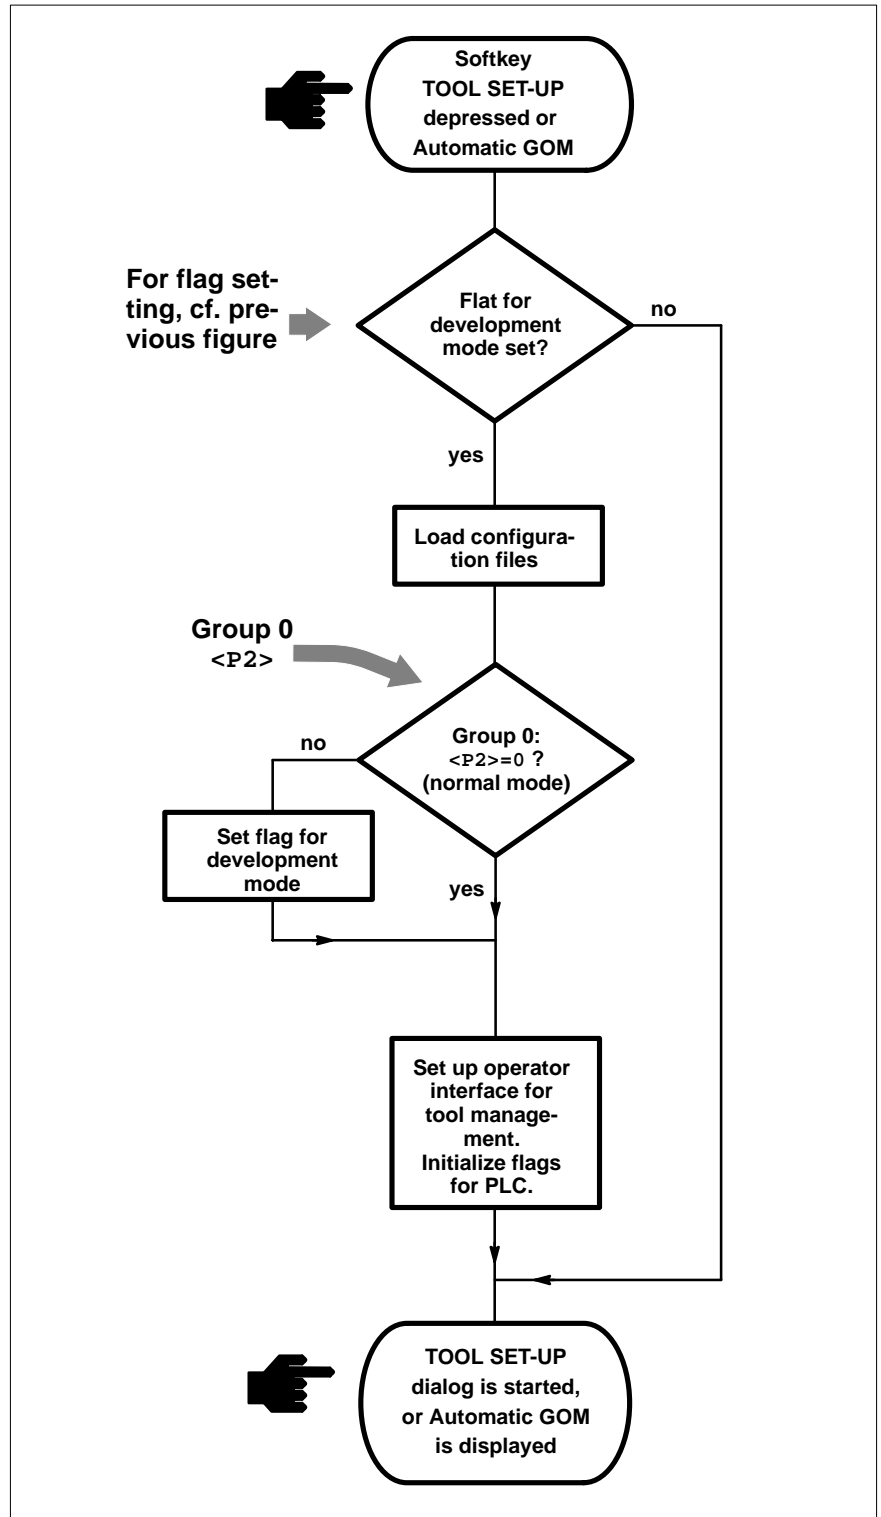 Softkey
TOOL SET-UP
depressed or
Automatic GOM
For flag set-
ting, cf. pre-
vious figure
Flat for
development
mode set?
no
yes
Load configura-
tion files
Group 0
<P2>
Group 0:
<P2>=0 ?
(normal mode)
no
Set flag for
development
mode
yes
Set up operator
interface for
tool manage-
ment.
Initialize flags
for PLC.
TOOL SET-UP
dialog is started,
or Automatic GOM
is displayed